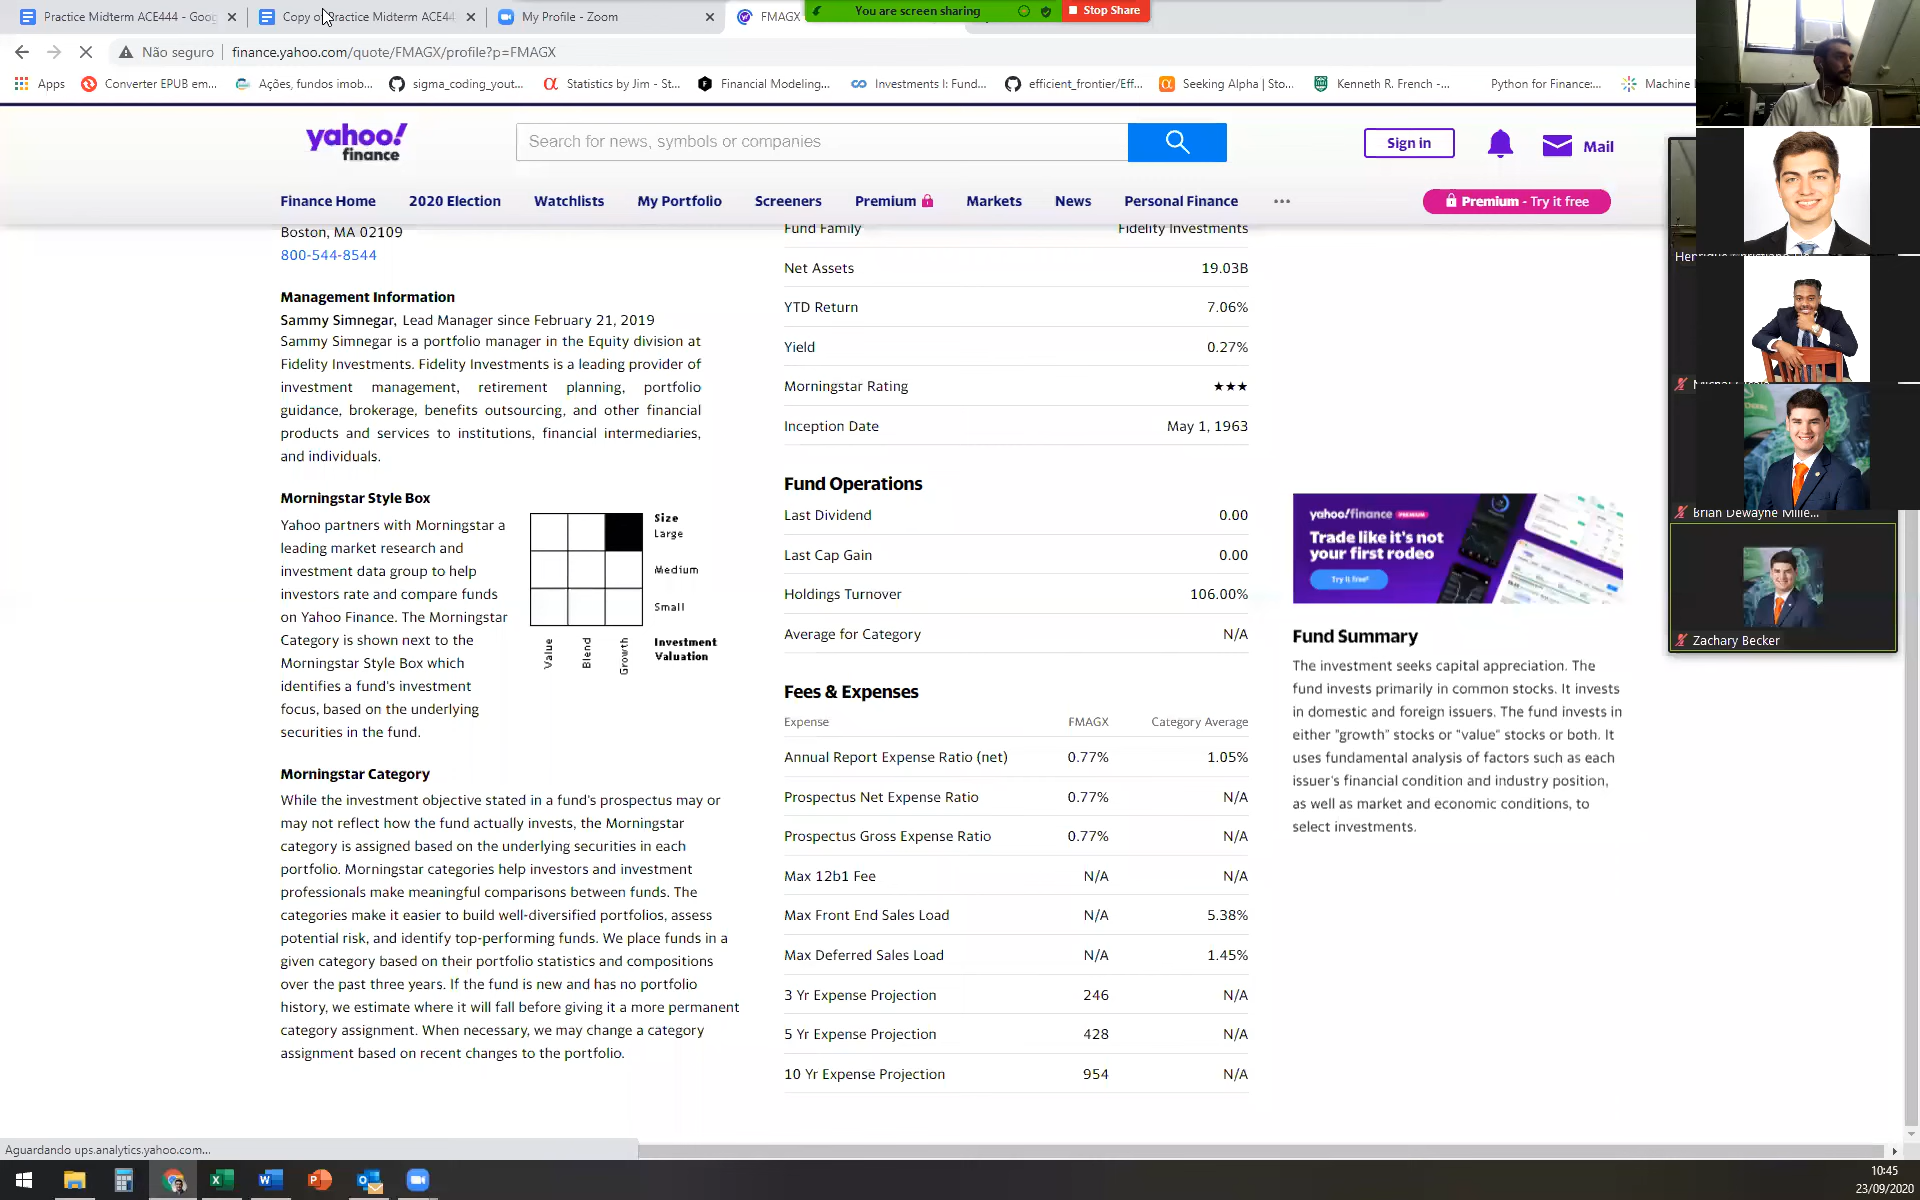 Practice Midterm ACE444 - Goog
Copy of Practice Midterm ACE44
My Profile - Zoom
FMAGX
You are screen sharing
Stop Share
Não seguro
finance.yahoo.com/quote/FMAGX/profile?p=FMAGX
Apps
Converter EPUB em...
Ações, fundos imob...
sigma_coding_yout...
Statistics by Jim - St...
Financial Modeling...
Investments I: Fund...
efficient_frontier/Eff...
Seeking Alpha | Sto...
Kenneth R. French -...
Python for Finance:...
Machine
yahoo!
finance
Search for news, symbols or companies
Sign in
Mail
Finance Home
2020 Election
Watchlists
My Portfolio
Screeners
Premium
Markets
News
Personal Finance
Premium - Try it free
Boston, MA 02109
800-544-8544
Management Information
Sammy Simnegar, Lead Manager since February 21, 2019
Sammy Simnegar is a portfolio manager in the Equity division at
Fidelity Investments. Fidelity Investments is a leading provider of
investment management, retirement planning, portfolio
guidance, brokerage, benefits outsourcing, and other financial
products and services to institutions, financial intermediaries,
and individuals.
Morningstar Style Box
Yahoo partners with Morningstar a
leading market research and
investment data group to help
investors rate and compare funds
on Yahoo Finance. The Morningstar
Category is shown next to the
Morningstar Style Box which
identifies a fund's investment
focus, based on the underlying
securities in the fund.
Size
Large
Medium
Small
Value
Blend
Growth
Investment
Valuation
Morningstar Category
While the investment objective stated in a fund's prospectus may or
may not reflect how the fund actually invests, the Morningstar
category is assigned based on the underlying securities in each
portfolio. Morningstar categories help investors and investment
professionals make meaningful comparisons between funds. The
categories make it easier to build well-diversified portfolios, assess
potential risk, and identify top-performing funds. We place funds in a
given category based on their portfolio statistics and compositions
over the past three years. If the fund is new and has no portfolio
history, we estimate where it will fall before giving it a more permanent
category assignment. When necessary, we may change a category
assignment based on recent changes to the portfolio.
Fund Family Fidelity Investments
Net Assets 19.03B
YTD Return 7.06%
Yield 0.27%
Morningstar Rating ★★★
Inception Date May 1, 1963
Fund Operations
Last Dividend 0.00
Last Cap Gain 0.00
Holdings Turnover 106.00%
Average for Category N/A
Fees & Expenses
Expense FMAGX Category Average
Annual Report Expense Ratio (net) 0.77% 1.05%
Prospectus Net Expense Ratio 0.77% N/A
Prospectus Gross Expense Ratio 0.77% N/A
Max 12b1 Fee N/A N/A
Max Front End Sales Load N/A 5.38%
Max Deferred Sales Load N/A 1.45%
3 Yr Expense Projection 246 N/A
5 Yr Expense Projection 428 N/A
10 Yr Expense Projection 954 N/A
yahoo!finance PREMIUM
Trade like it's not
your first rodeo
Try it free*
Fund Summary
The investment seeks capital appreciation. The
fund invests primarily in common stocks. It invests
in domestic and foreign issuers. The fund invests in
either "growth" stocks or "value" stocks or both. It
uses fundamental analysis of factors such as each
issuer's financial condition and industry position,
as well as market and economic conditions, to
select investments.
Brian Dewayne Mille...
Zachary Becker
Aguardando ups.analytics.yahoo.com...
10:45
23/09/2020